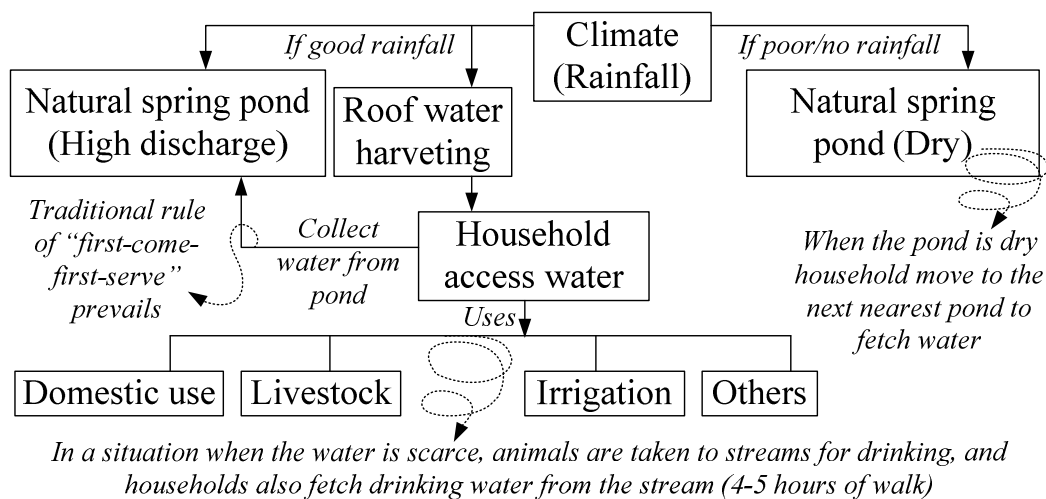 If good rainfall
Climate
(Rainfall)
If poor/no rainfall
Natural spring pond
(High discharge)
Roof water
harveting
Natural spring
pond (Dry)
Traditional rule
of “first-come-
first-serve”
prevails
Collect
water from
pond
Household
access water
When the pond is dry
household move to the
next nearest pond to
fetch water
Uses
Domestic use
Livestock
Irrigation
Others
In a situation when the water is scarce, animals are taken to streams for drinking, and
households also fetch drinking water from the stream (4-5 hours of walk)